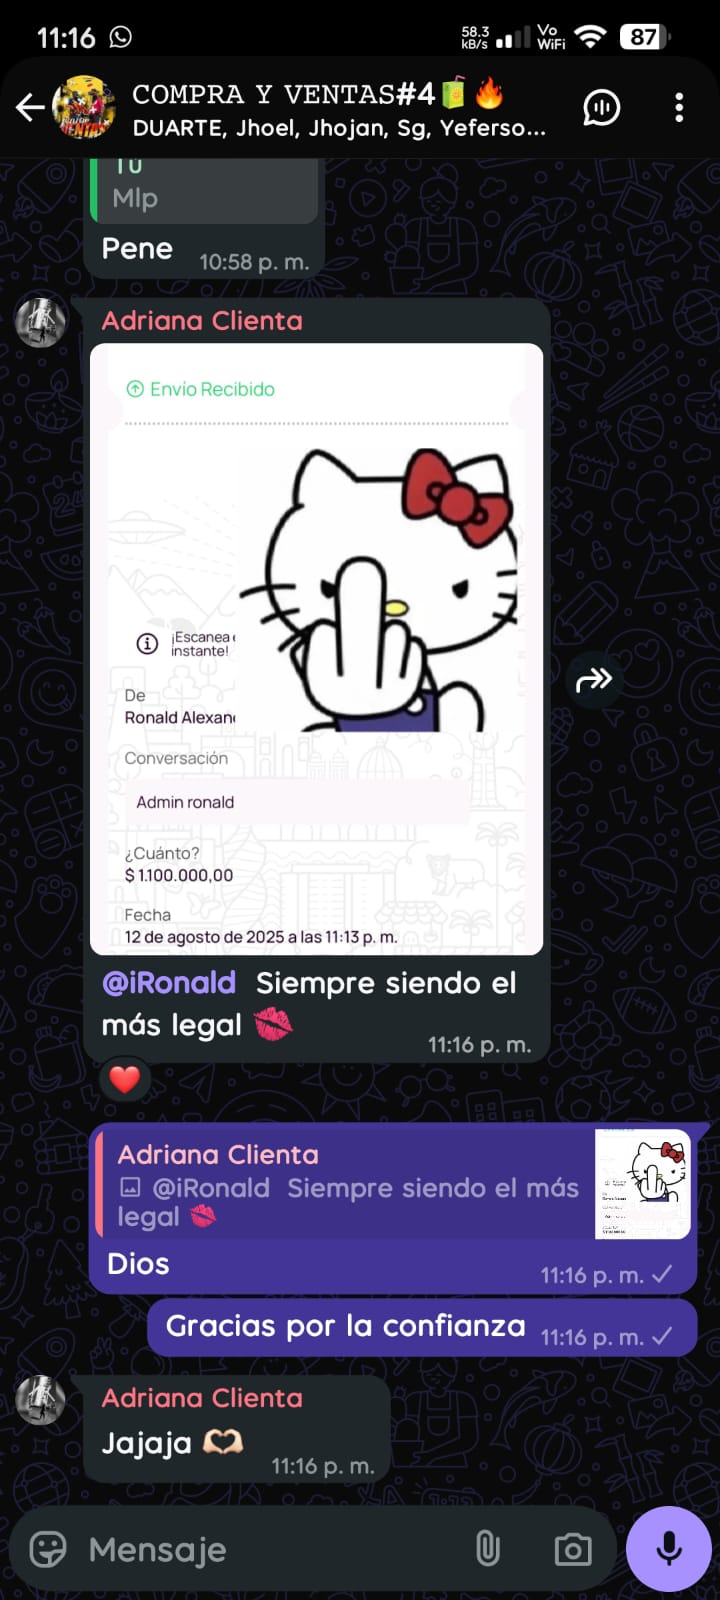 11:16
58.3
kB/s
Vo
WiFi
87
COMPRA Y VENTAS#4
DUARTE, Jhoel, Jhojan, Sg, Yeferso...
Tú
Mlp
Pene
10:58 p. m.
Adriana Clienta
Envío Recibido
¡Escanea
instante!
De
Ronald Alexan
Conversación
Admin ronald
¿Cuánto?
$ 1.100.000,00
Fecha
12 de agosto de 2025 a las 11:13 p. m.
@iRonald Siempre siendo el
más legal 💋
11:16 p. m.
❤️
Adriana Clienta
@iRonald Siempre siendo el más
legal 💋
Dios
11:16 p. m.
Gracias por la confianza
11:16 p. m.
Adriana Clienta
Jajaja 🫶🏻
11:16 p. m.
Mensaje